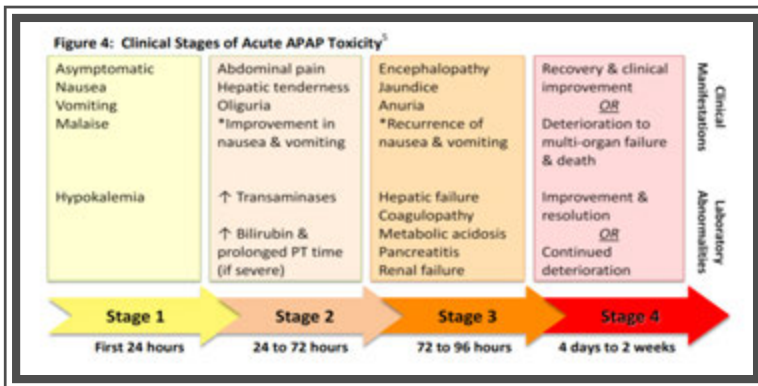 Figure 4:  Clinical Stages of Acute APAP Toxicity5
Asymptomatic
Nausea
Vomiting
Malaise
Hypokalemia
Abdominal pain
Hepatic tenderness
Oliguria
*Improvement in
nausea & vomiting
↑ Transaminases
↑ Bilirubin &
prolonged PT time
(if severe)
Encephalopathy
Jaundice
Anuria
*Recurrence of
nausea & vomiting
Hepatic failure
Coagulopathy
Metabolic acidosis
Pancreatitis
Renal failure
Recovery & clinical
improvement
OR
Deterioration to
multi-organ failure
& death
Improvement &
resolution
OR
Continued
deterioration
Clinical
Manifestations
Laboratory
Abnormalities
Stage 1
Stage 2
Stage 3
Stage 4
First 24 hours
24 to 72 hours
72 to 96 hours
4 days to 2 weeks